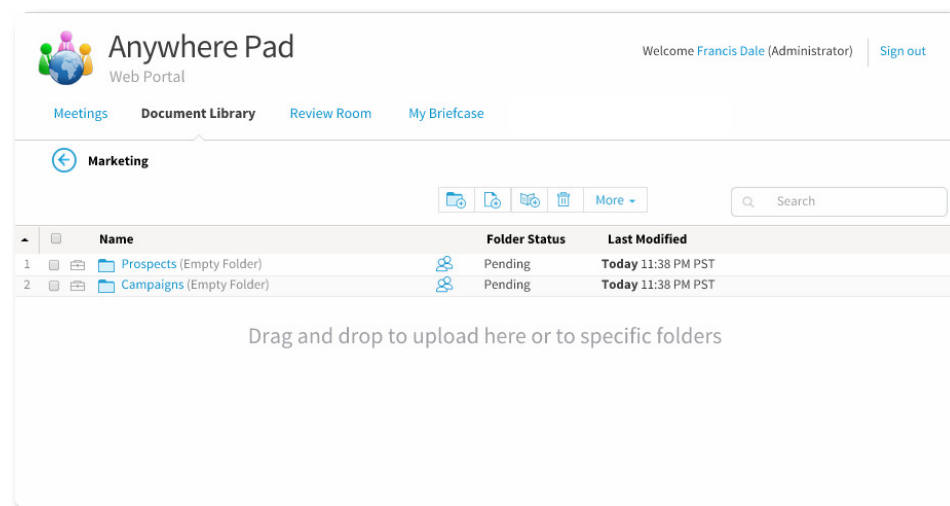 Anywhere Pad
Web Portal
Welcome Francis Dale (Administrator) Sign out
Meetings Document Library Review Room My Briefcase
Marketing
More Search
Name Folder Status Last Modified
1 Prospects (Empty Folder) Pending Today 11:38 PM PST
2 Campaigns (Empty Folder) Pending Today 11:38 PM PST
Drag and drop to upload here or to specific folders